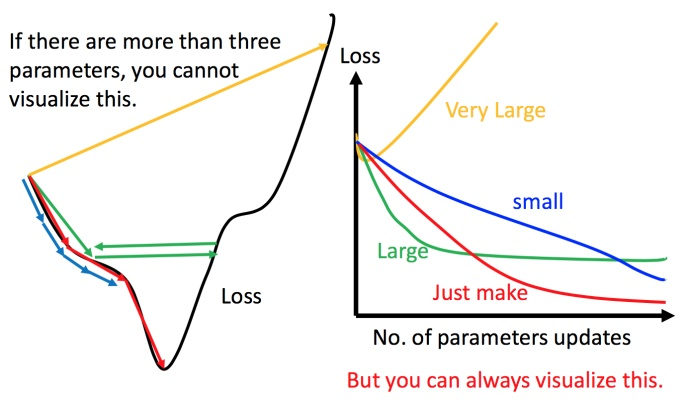 If there are more than three
parameters, you cannot
visualize this.
Loss
Loss
Very Large
small
Large
Just make
No. of parameters updates
But you can always visualize this.